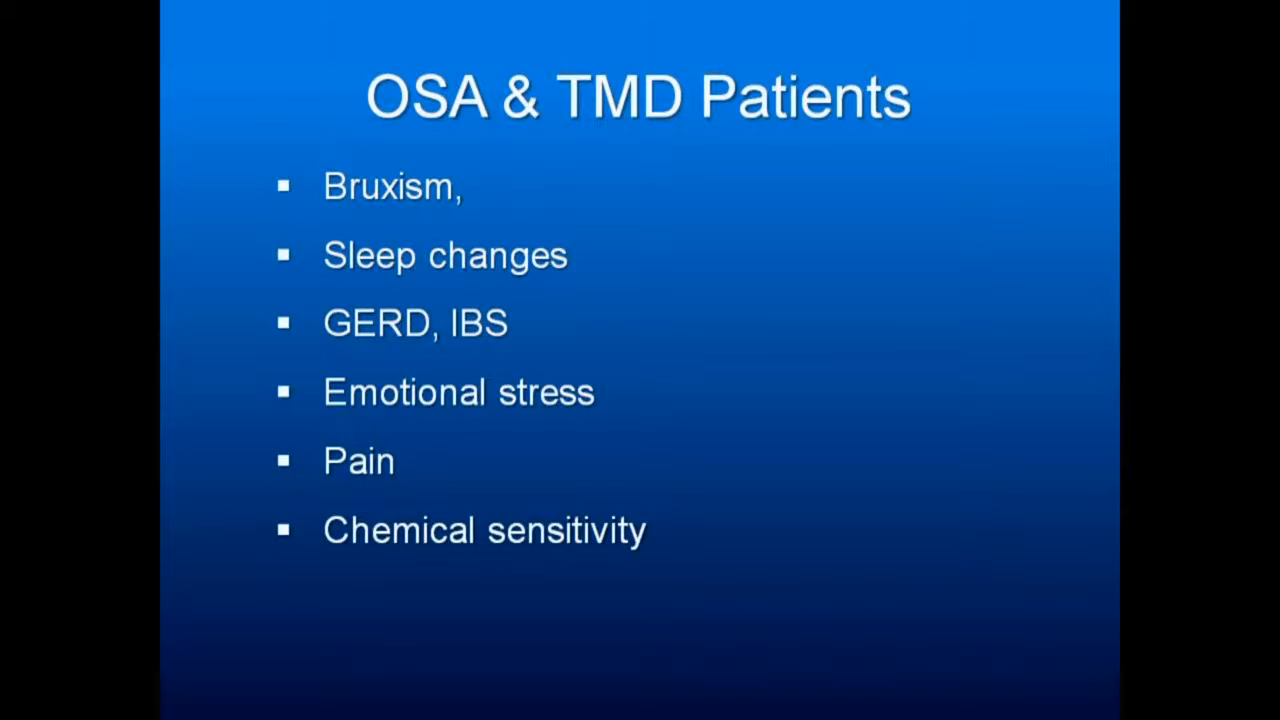 OSA & TMD Patients
▪ Bruxism,
▪ Sleep changes
▪ GERD, IBS
▪ Emotional stress
▪ Pain
▪ Chemical sensitivity